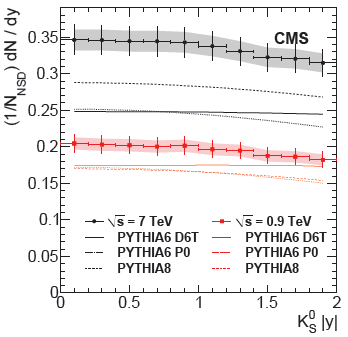 CMS
(1/N_NSD) dN / dy
0.35
0.3
0.25
0.2
0.15
0.1
0.05
0
√s = 7 TeV √s = 0.9 TeV
PYTHIA6 D6T PYTHIA6 D6T
PYTHIA6 P0 PYTHIA6 P0
PYTHIA8 PYTHIA8
0 0.5 1 1.5 2
K⁰_S |y|